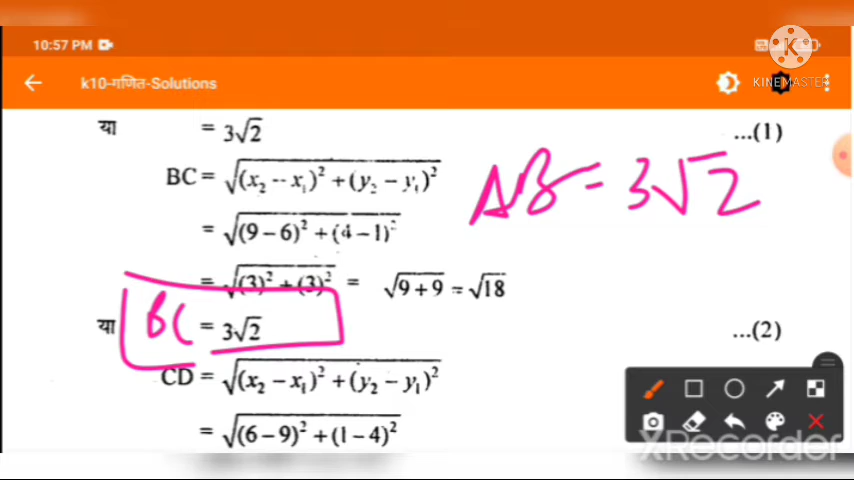 10:57 PM
KINEMASTER
k10-गणित-Solutions
या = 3√2 ...(1)
BC = √(x₂ -- x₁)² + (y₂ – y₁)²
AB = 3√2
= √(9 – 6)² + (4 – 1)²
= √(3)² + (3)² = √9 + 9 = √18
या BC = 3√2 ...(2)
CD = √(x₂ – x₁)² + (y₂ – y₁)²
= √(6 – 9)² + (1 – 4)²
XRecorder